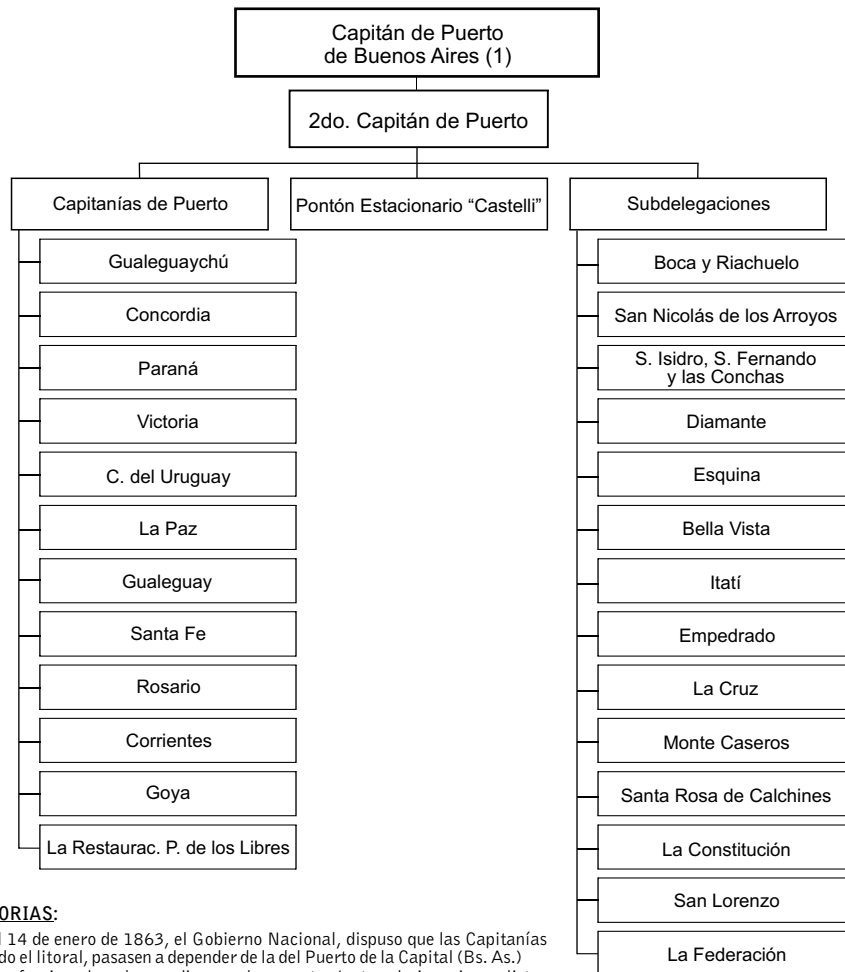 Capitán de Puerto
de Buenos Aires (1)
2do. Capitán de Puerto
Capitanías de Puerto
Pontón Estacionario “Castelli”
Subdelegaciones
Gualeguaychú
Concordia
Paraná
Victoria
C. del Uruguay
La Paz
Gualeguay
Santa Fe
Rosario
Corrientes
Goya
La Restaurac. P. de los Libres
Boca y Riachuelo
San Nicolás de los Arroyos
S. Isidro, S. Fernando
y las Conchas
Diamante
Esquina
Bella Vista
Itatí
Empedrado
La Cruz
Monte Caseros
Santa Rosa de Calchines
La Constitución
San Lorenzo
La Federación
ORIAS:
l 14 de enero de 1863, el Gobierno Nacional, dispuso que las Capitanías
do el litoral, pasasen a depender de la del Puerto de la Capital (Bs. As.)